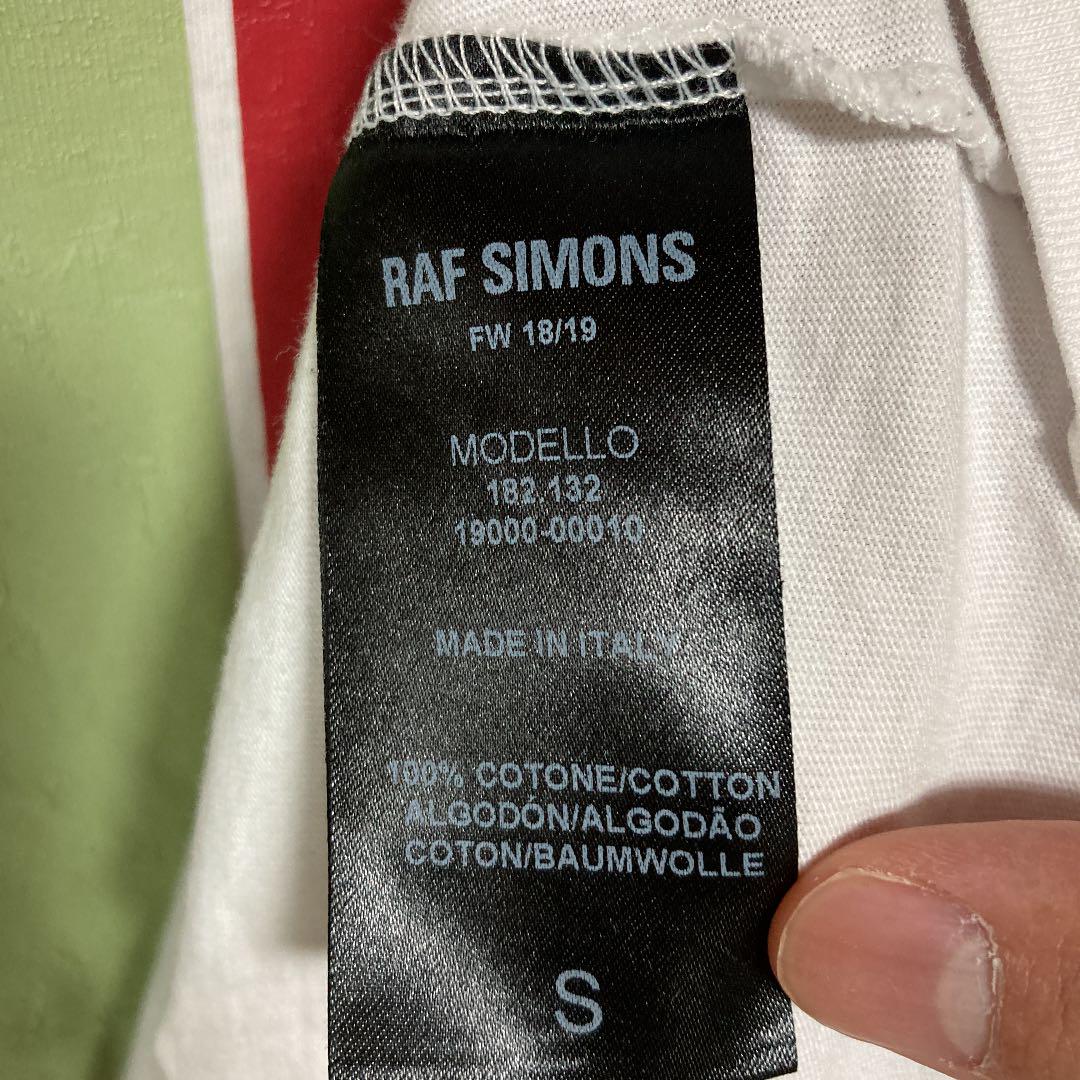 RAF SIMONS
FW 18/19
MODELLO
182.132
19000-00010
MADE IN ITALY
100% COTONE/COTTON
ALGODÓN/ALGODÃO
COTON/BAUMWOLLE
S